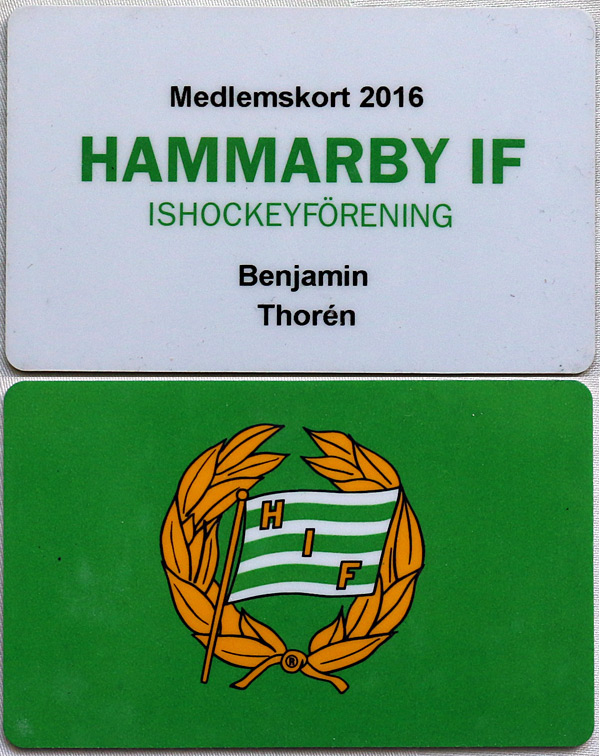 Medlemskort 2016
HAMMARBY IF
ISHOCKEYFÖRENING
Benjamin
Thorén
H
I
F
®